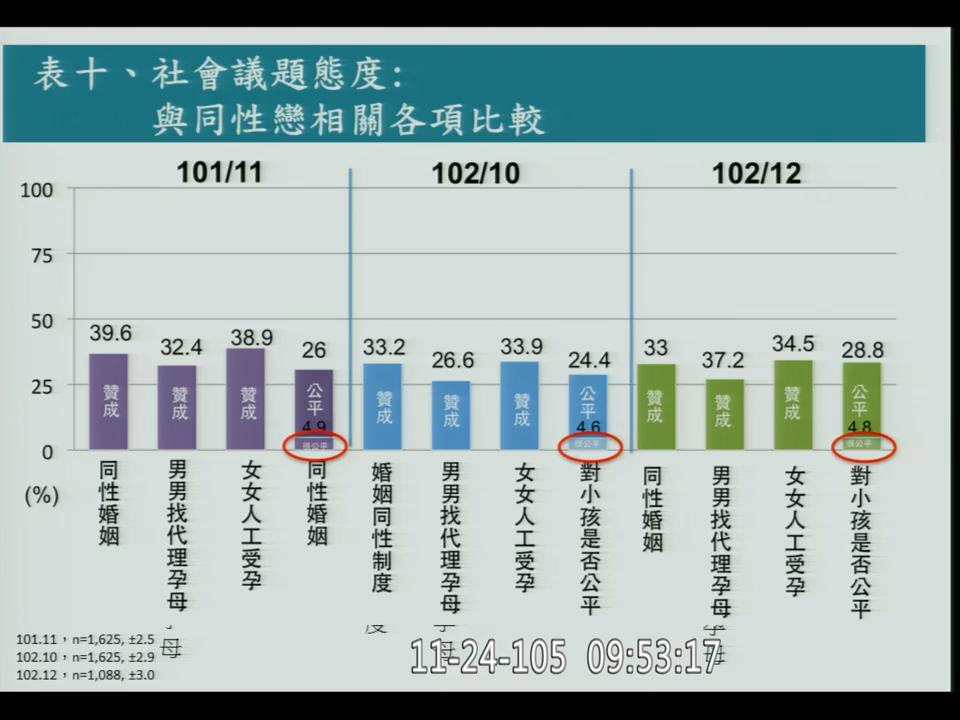 表十、社會議題態度:
與同性戀相關各項比較
101/11
102/10
102/12
100
75
50
25
0
(%)
39.6
32.4
38.9
26
33.2
26.6
33.9
24.4
33
37.2
34.5
28.8
贊成
贊成
贊成
公平
4.9
很公平
贊成
贊成
贊成
公平
4.6
很公平
贊成
贊成
贊成
公平
4.8
很公平
同性婚姻
男男找代理孕母
女女人工受孕
同性婚姻
婚姻同性制度
男男找代理孕母
女女人工受孕
對小孩是否公平
同性婚姻
男男找代理孕母
女女人工受孕
對小孩是否公平
101.11，n=1,625, ±2.5
102.10，n=1,625, ±2.9
102.12，n=1,088, ±3.0
11-24-105 09:53:17